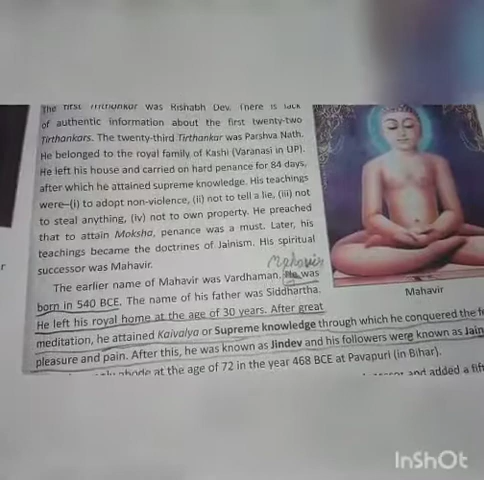 The first Tirthankar was Rishabh Dev. There is lack
of authentic information about the first twenty-two
Tirthankars. The twenty-third Tirthankar was Parshva Nath.
He belonged to the royal family of Kashi (Varanasi in UP).
He left his house and carried on hard penance for 84 days,
after which he attained supreme knowledge. His teachings
were–(i) to adopt non-violence, (ii) not to tell a lie, (iii) not
to steal anything, (iv) not to own property. He preached
that to attain Moksha, penance was a must. Later, his
teachings became the doctrines of Jainism. His spiritual
successor was Mahavir.
Mahavir
The earlier name of Mahavir was Vardhaman. He was
born in 540 BCE. The name of his father was Siddhartha.
He left his royal home at the age of 30 years. After great
meditation, he attained Kaivalya or Supreme knowledge through which he conquered the
pleasure and pain. After this, he was known as Jindev and his followers were known as Jain
abode at the age of 72 in the year 468 BCE at Pavapuri (in Bihar).
and added a
Mahavir
r
InShOt